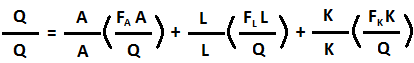 Q/Q = A/A (F_A A/Q) + L/L (F_L L/Q) + K/K (F_K K/Q)